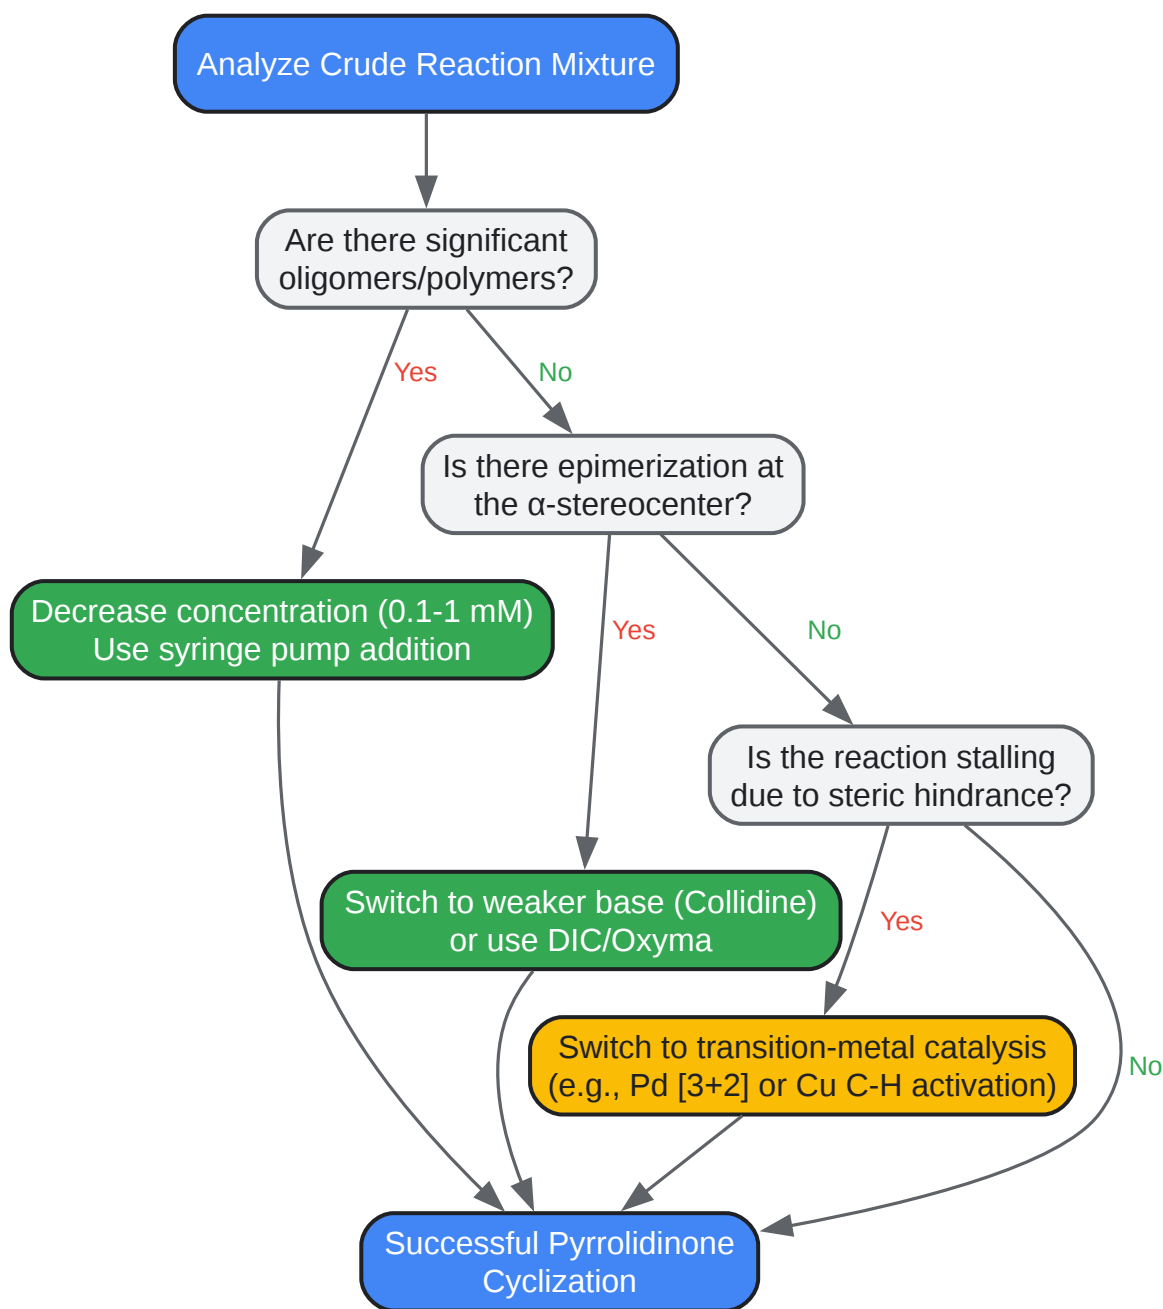 Analyze Crude Reaction Mixture
Are there significant
oligomers/polymers?
Yes
No
Is there epimerization at
the α-stereocenter?
Decrease concentration (0.1-1 mM)
Use syringe pump addition
Yes
No
Is the reaction stalling
due to steric hindrance?
Switch to weaker base (Collidine)
or use DIC/Oxyma
Yes
Switch to transition-metal catalysis
(e.g., Pd [3+2] or Cu C-H activation)
No
Successful Pyrrolidinone
Cyclization